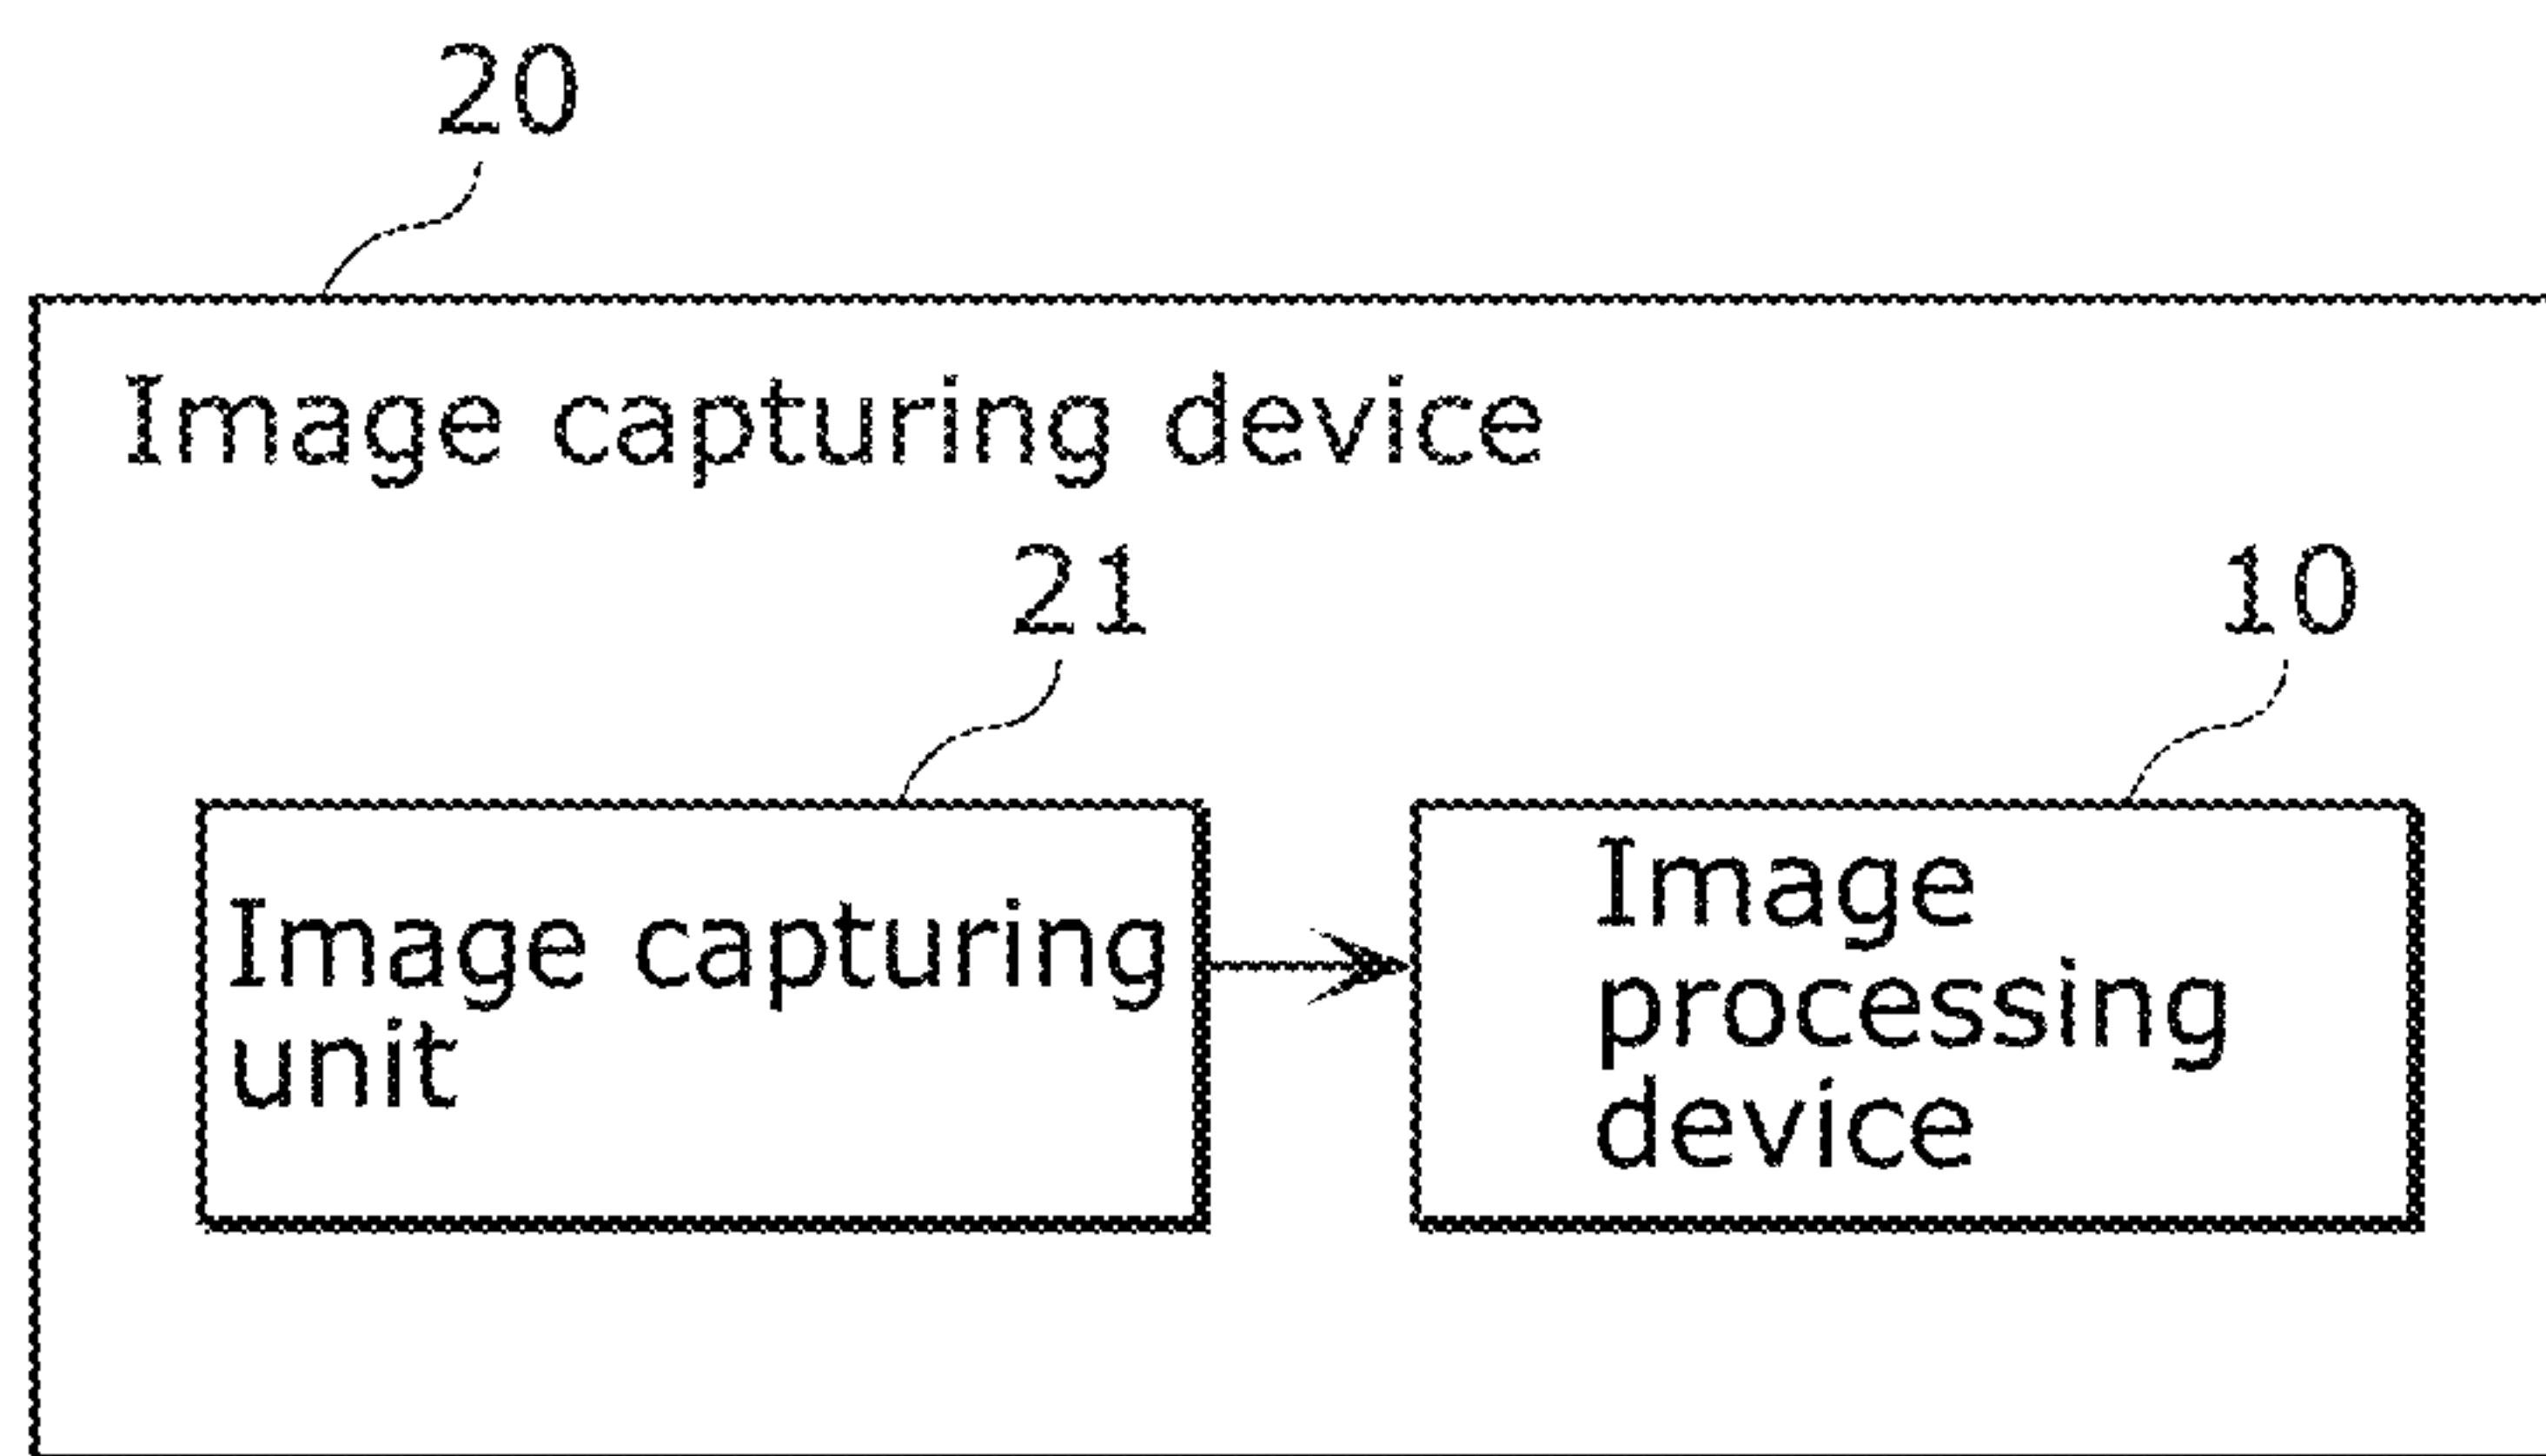 20
Image capturing device
21
10
Image capturing
unit
Image
processing
device